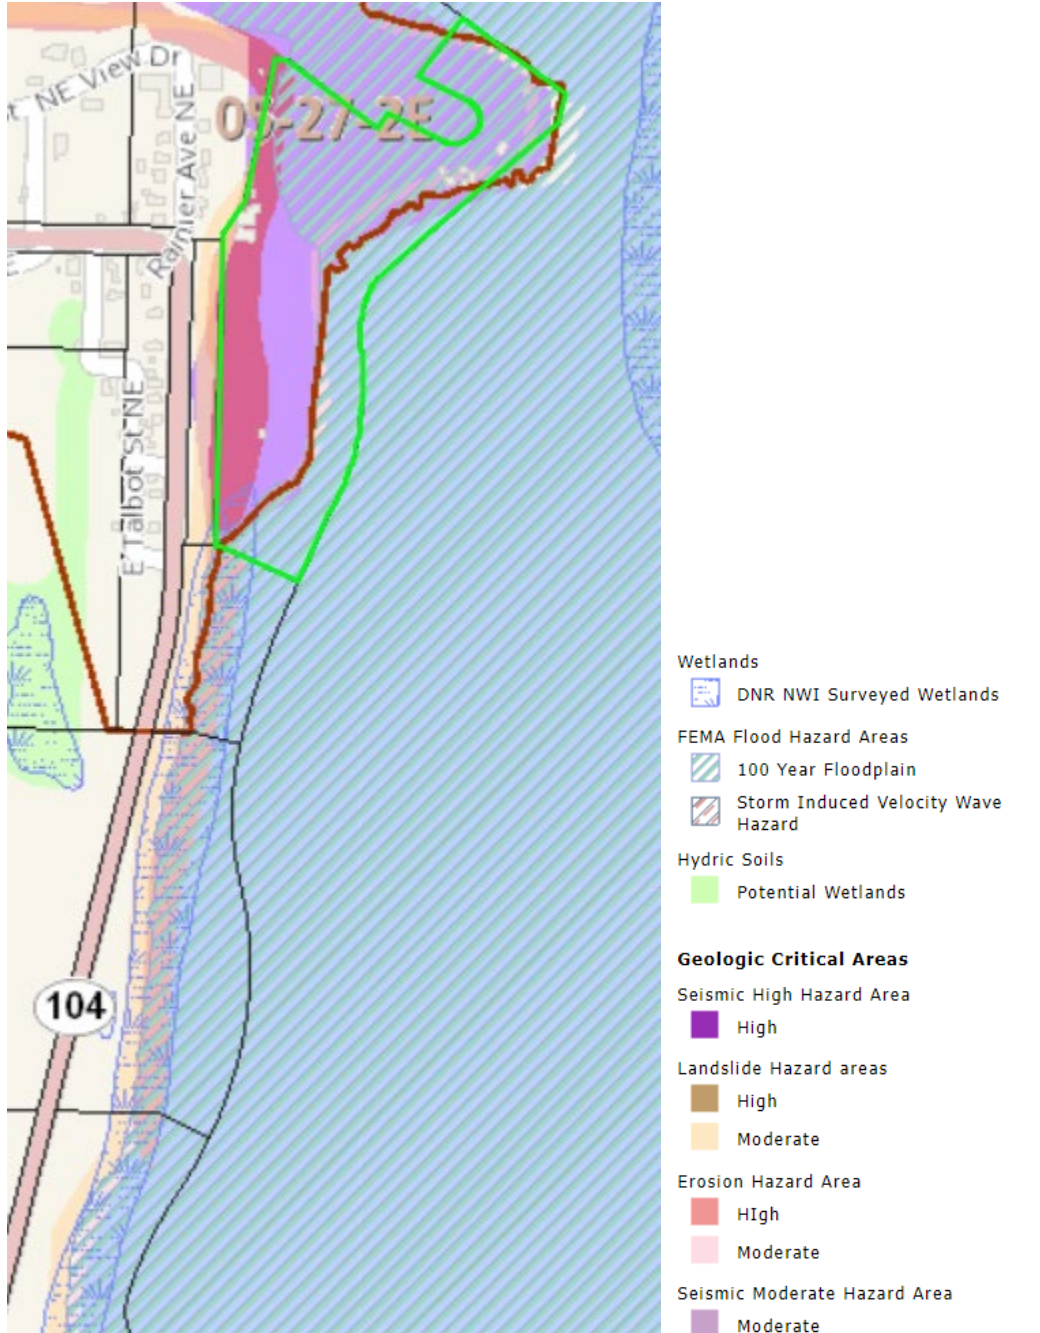 t NE View Dr
Rainier Ave NE
05-27-2E
E Talbot St NE
104
Wetlands
DNR NWI Surveyed Wetlands
FEMA Flood Hazard Areas
100 Year Floodplain
Storm Induced Velocity Wave
Hazard
Hydric Soils
Potential Wetlands
Geologic Critical Areas
Seismic High Hazard Area
High
Landslide Hazard areas
High
Moderate
Erosion Hazard Area
HIgh
Moderate
Seismic Moderate Hazard Area
Moderate